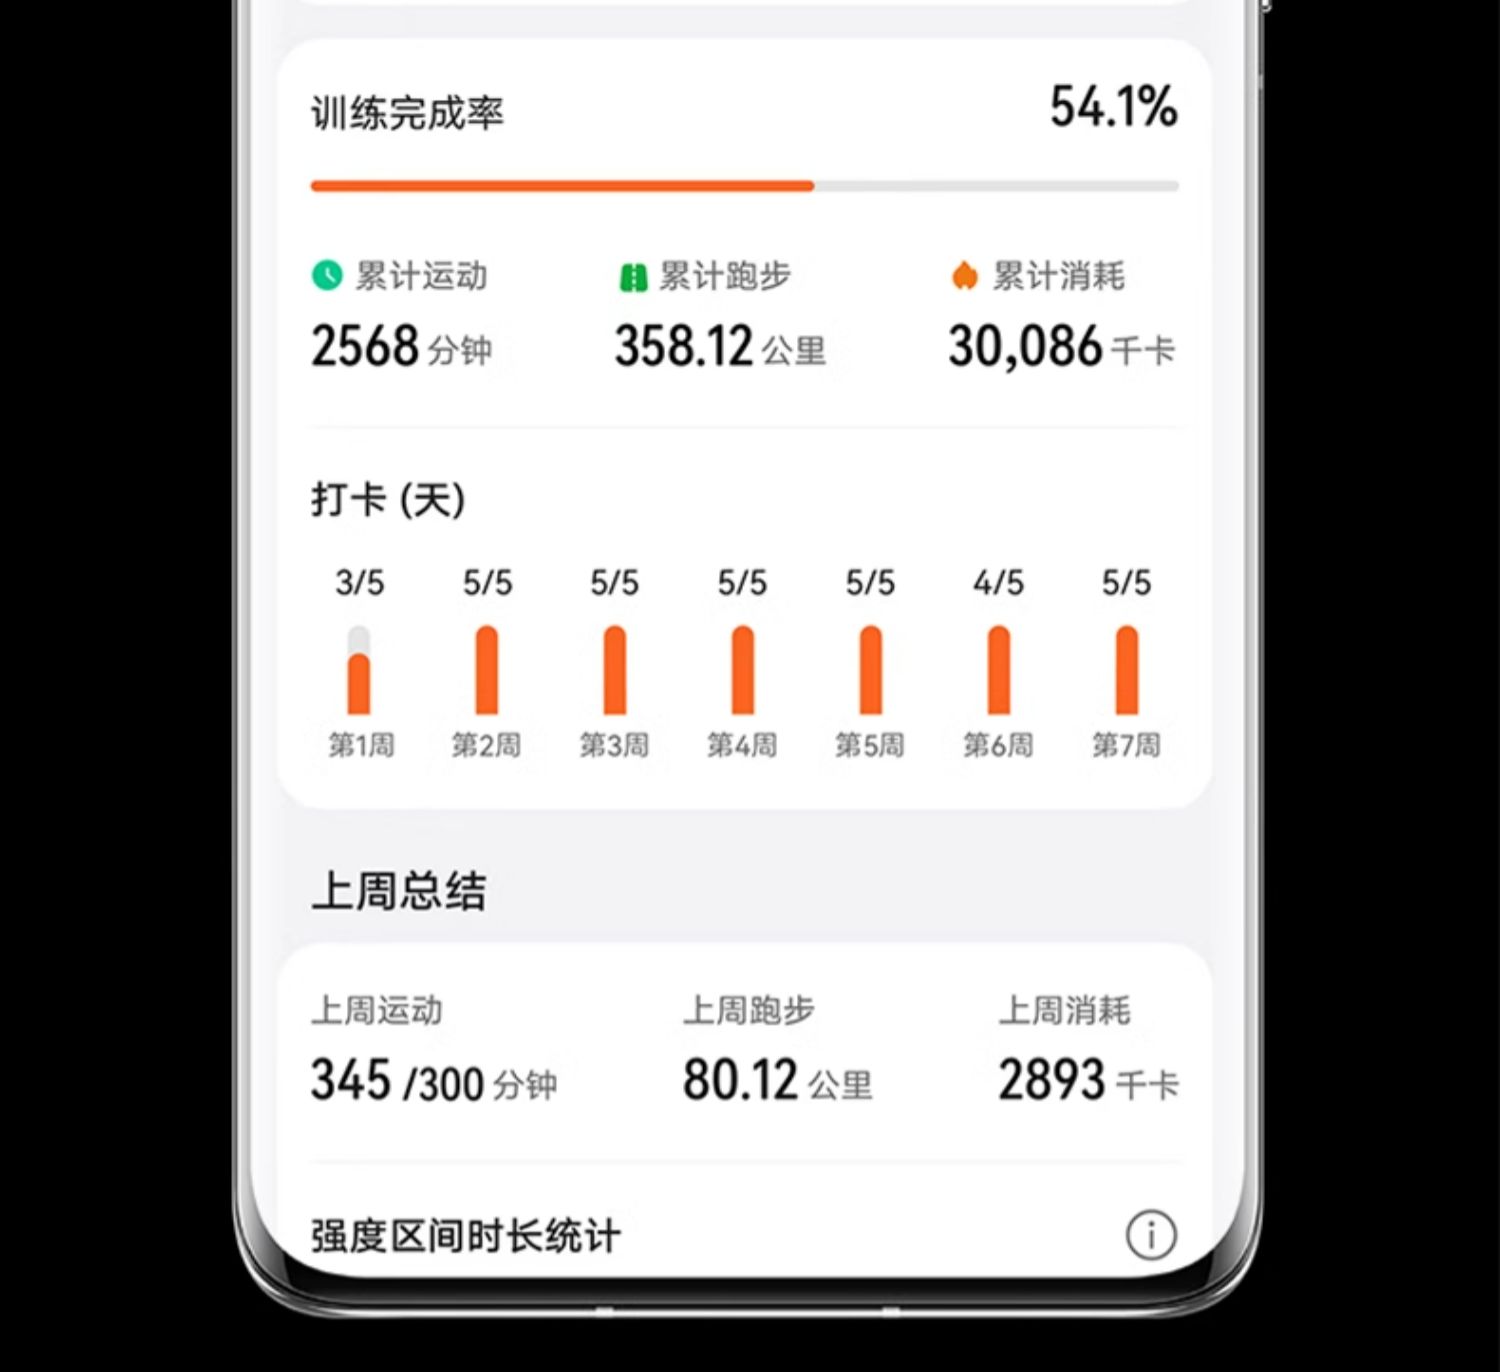 训练完成率 54.1%
累计运动 累计跑步 累计消耗
2568 分钟 358.12 公里 30,086 千卡
打卡 (天)
3/5 5/5 5/5 5/5 5/5 4/5 5/5
第1周 第2周 第3周 第4周 第5周 第6周 第7周
上周总结
上周运动 上周跑步 上周消耗
345 /300 分钟 80.12 公里 2893 千卡
强度区间时长统计